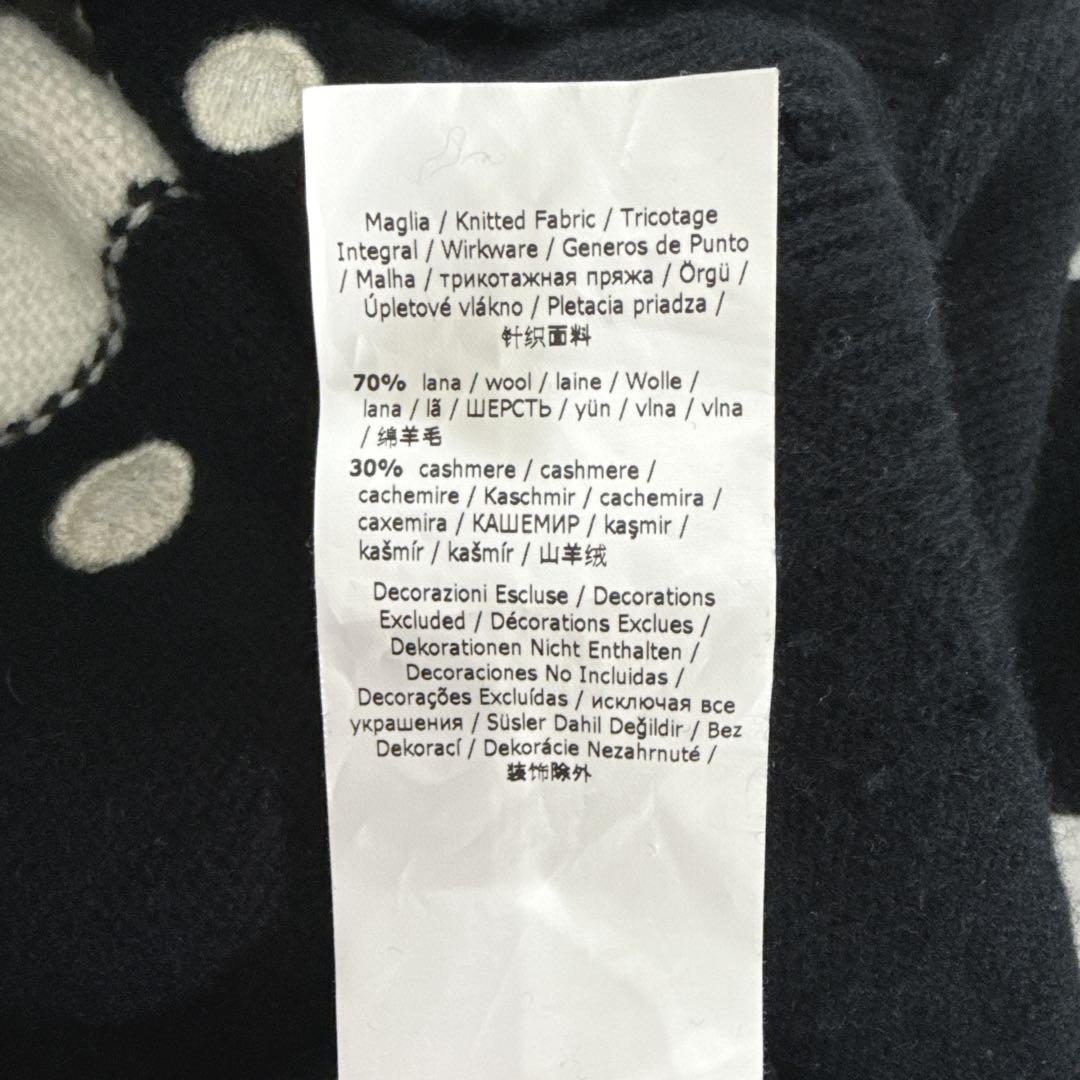 Maglia / Knitted Fabric / Tricotage
Integral / Wirkware / Generos de Punto
/ Malha / трикотажная пряжа / Örgü /
Úpletové vlákno / Pletacia priadza /
针织面料
70% lana / wool / laine / Wolle /
lana / lã / ШЕРСТЬ / yün / vlna / vlna
/ 绵羊毛
30% cashmere / cashmere /
cachemire / Kaschmir / cachemira /
caxemira / КАШЕМИР / kaşmir /
kašmír / kašmír / 山羊绒
Decorazioni Escluse / Decorations
Excluded / Décorations Exclues /
Dekorationen Nicht Enthalten /
Decoraciones No Incluidas /
Decorações Excluídas / исключая все
украшения / Süsler Dahil Değildir / Bez
Dekorací / Dekorácie Nezahrnuté /
装饰除外